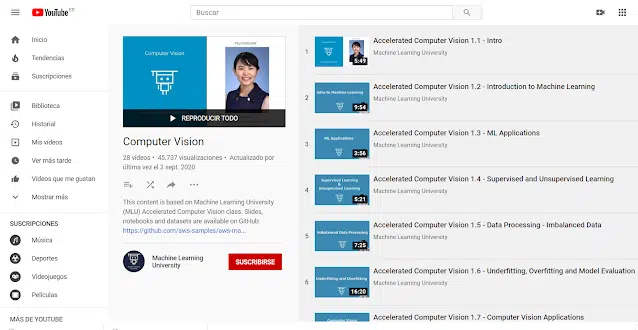 YouTube ES
Buscar
Inicio
Tendencias
Suscripciones
Biblioteca
Historial
Mis vídeos
Ver más tarde
Vídeos que me gustan
Mostrar más
SUSCRIPCIONES
Música
Deportes
Videojuegos
Películas
MÁS DE YOUTUBE
Computer Vision
Your Instructor
REPRODUCIR TODO
Computer Vision
28 vídeos • 45.737 visualizaciones • Actualizado por
última vez el 3 sept. 2020
This content is based on Machine Learning University
(MLU) Accelerated Computer Vision class. Slides,
notebooks and datasets are available on GitHub:
https://github.com/aws-samples/aws-ma...
Machine Learning
University
SUSCRIBIRSE
1
5:49
Accelerated Computer Vision 1.1 - Intro
Machine Learning University
2
Intro to Machine Learning
9:54
Accelerated Computer Vision 1.2 - Introduction to Machine Learning
Machine Learning University
3
ML Applications
3:56
Accelerated Computer Vision 1.3 - ML Applications
Machine Learning University
4
Supervised Learning
Unsupervised Learning
5:21
Accelerated Computer Vision 1.4 - Supervised and Unsupervised Learning
Machine Learning University
5
Imbalanced Data Processing
7:25
Accelerated Computer Vision 1.5 - Data Processing - Imbalanced Data
Machine Learning University
6
Underfitting and Overfitting
16:20
Accelerated Computer Vision 1.6 - Underfitting, Overfitting and Model Evaluation
Machine Learning University
Accelerated Computer Vision 1.7 - Computer Vision Applications